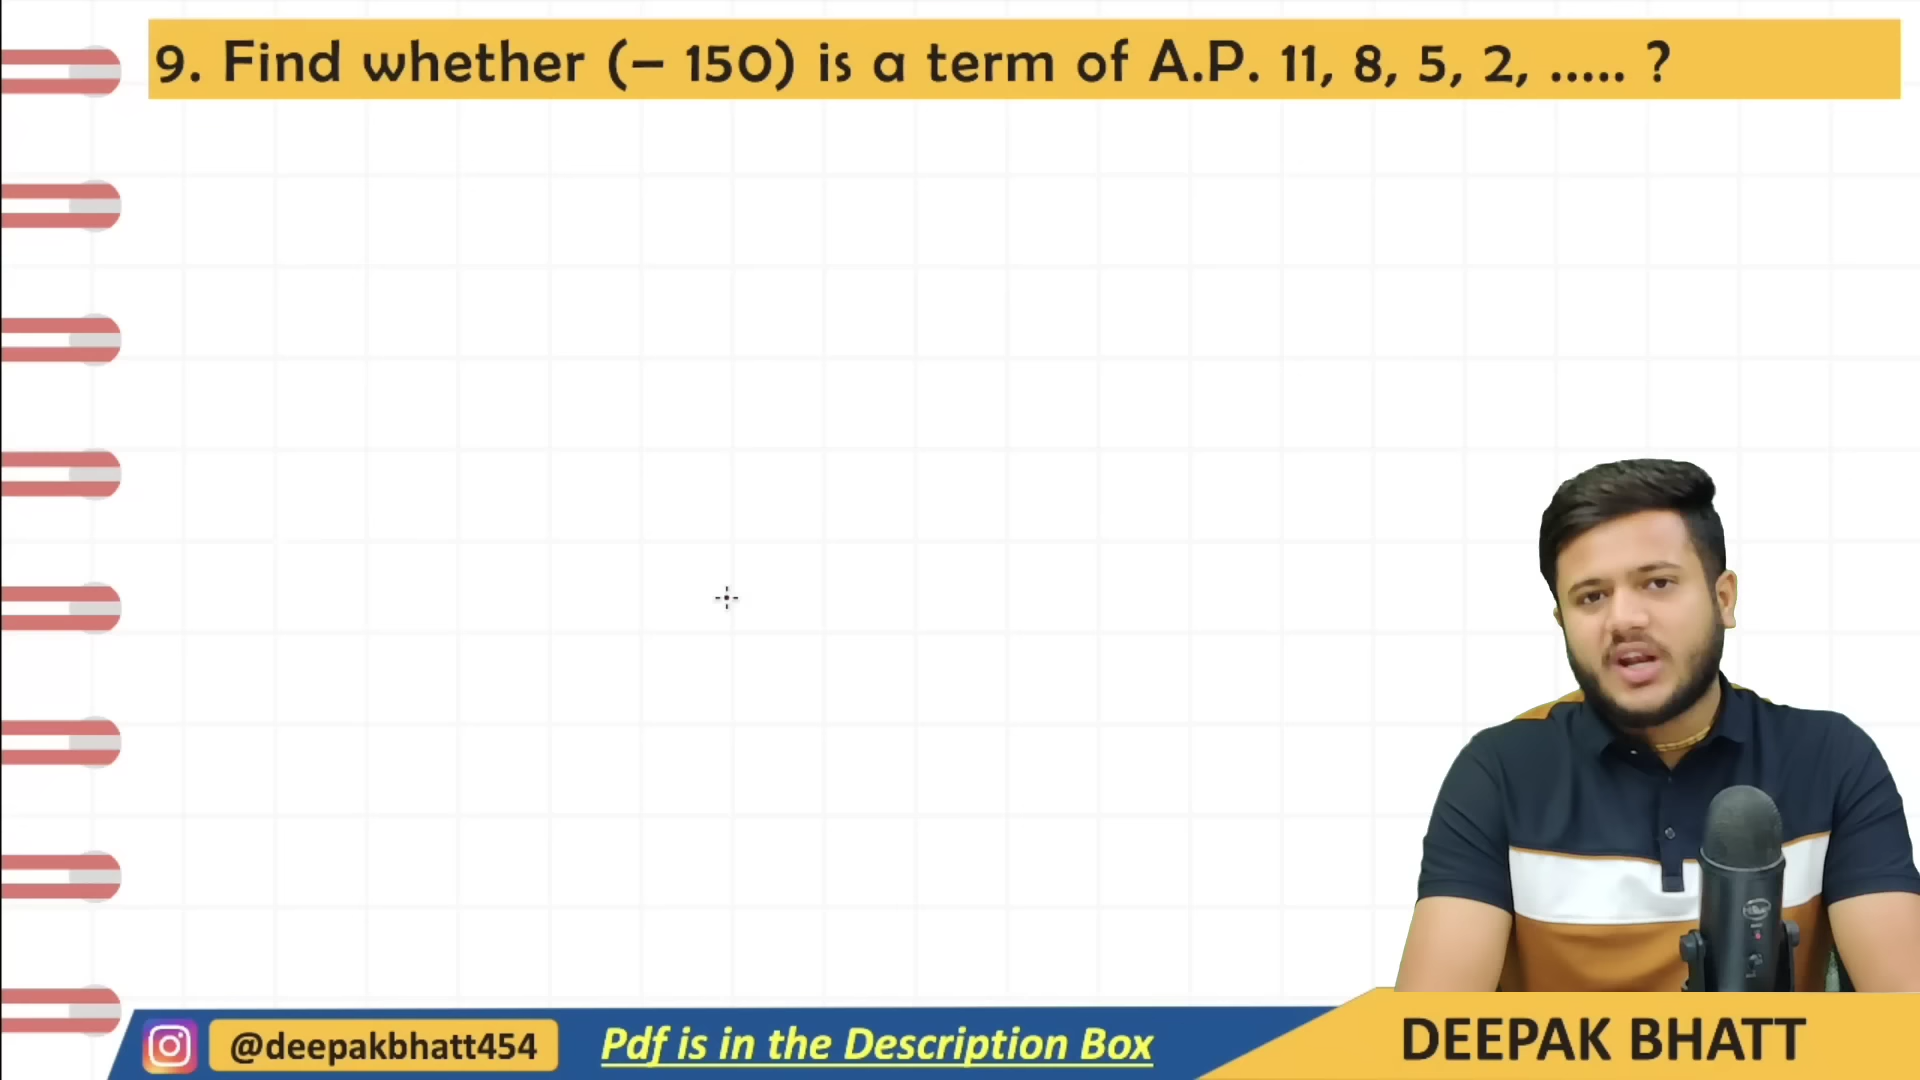 9. Find whether (– 150) is a term of A.P. 11, 8, 5, 2, ..... ?
@deepakbhatt454
Pdf is in the Description Box
DEEPAK BHATT